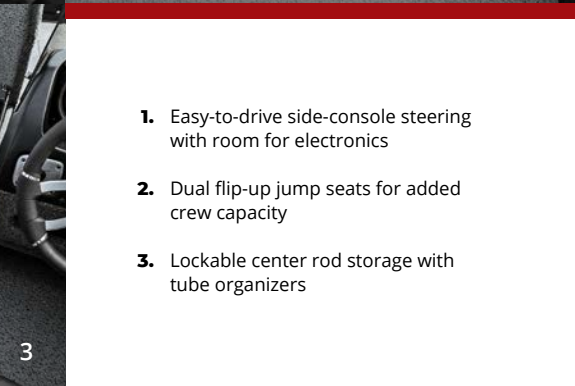 1. Easy-to-drive side-console steering
with room for electronics
2. Dual flip-up jump seats for added
crew capacity
3. Lockable center rod storage with
tube organizers
3